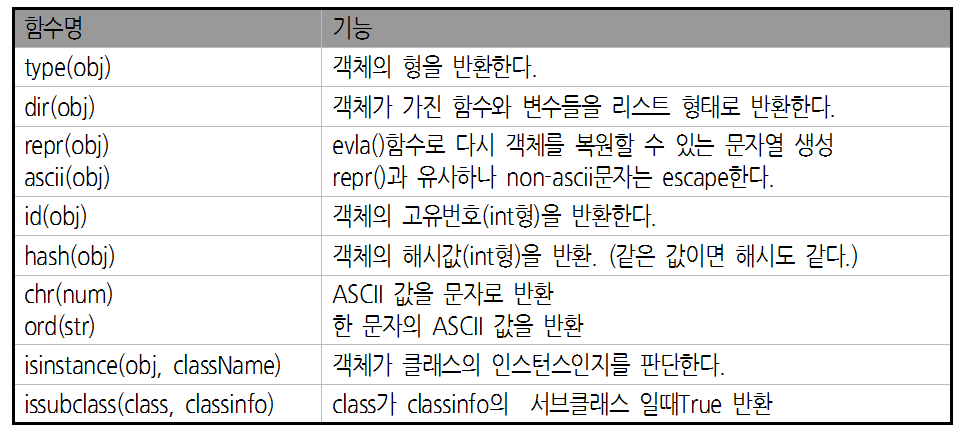 함수명 기능
type(obj) 객체의 형을 반환한다.
dir(obj) 객체가 가진 함수와 변수들을 리스트 형태로 반환한다.
repr(obj) evla()함수로 다시 객체를 복원할 수 있는 문자열 생성
ascii(obj) repr()과 유사하나 non-ascii문자는 escape한다.
id(obj) 객체의 고유번호(int형)을 반환한다.
hash(obj) 객체의 해시값(int형)을 반환. (같은 값이면 해시도 같다.)
chr(num) ASCII 값을 문자로 반환
ord(str) 한 문자의 ASCII 값을 반환
isinstance(obj, className) 객체가 클래스의 인스턴스인지를 판단한다.
issubclass(class, classinfo) class가 classinfo의 서브클래스 일때True 반환